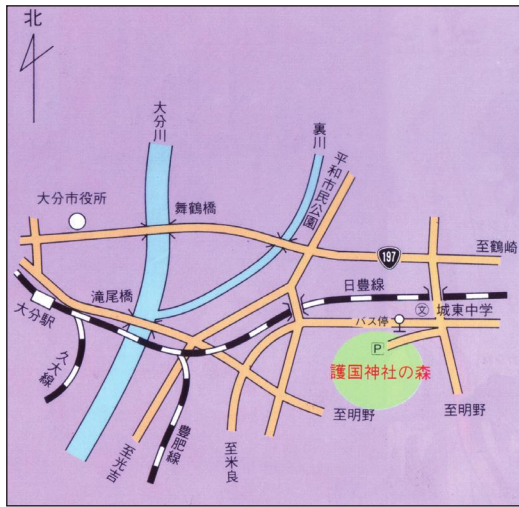 北
大分川
裏川
平和市民公園
大分市役所
舞鶴橋
197
至鶴崎
日豊線
滝尾橋
大分駅
文
城東中学
バス停
P
久大線
護国神社の森
至明野
至明野
至光吉
豊肥線
至米良